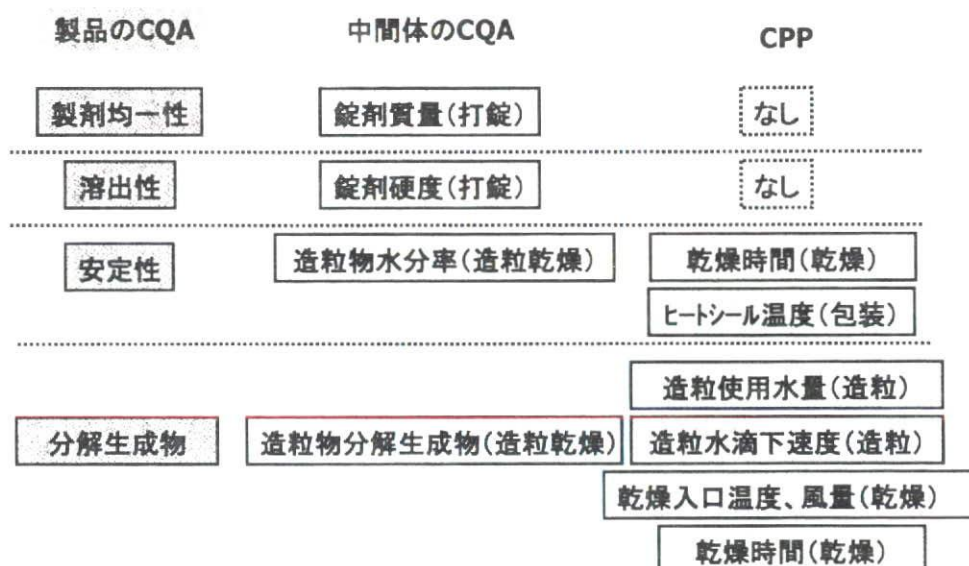 製品のCQA 中間体のCQA CPP
製剤均一性 錠剤質量(打錠) なし
溶出性 錠剤硬度(打錠) なし
安定性 造粒物水分率(造粒乾燥) 乾燥時間(乾燥)
ヒートシール温度(包装)
造粒使用水量(造粒)
分解生成物 造粒物分解生成物(造粒乾燥) 造粒水滴下速度(造粒)
乾燥入口温度、風量(乾燥)
乾燥時間(乾燥)